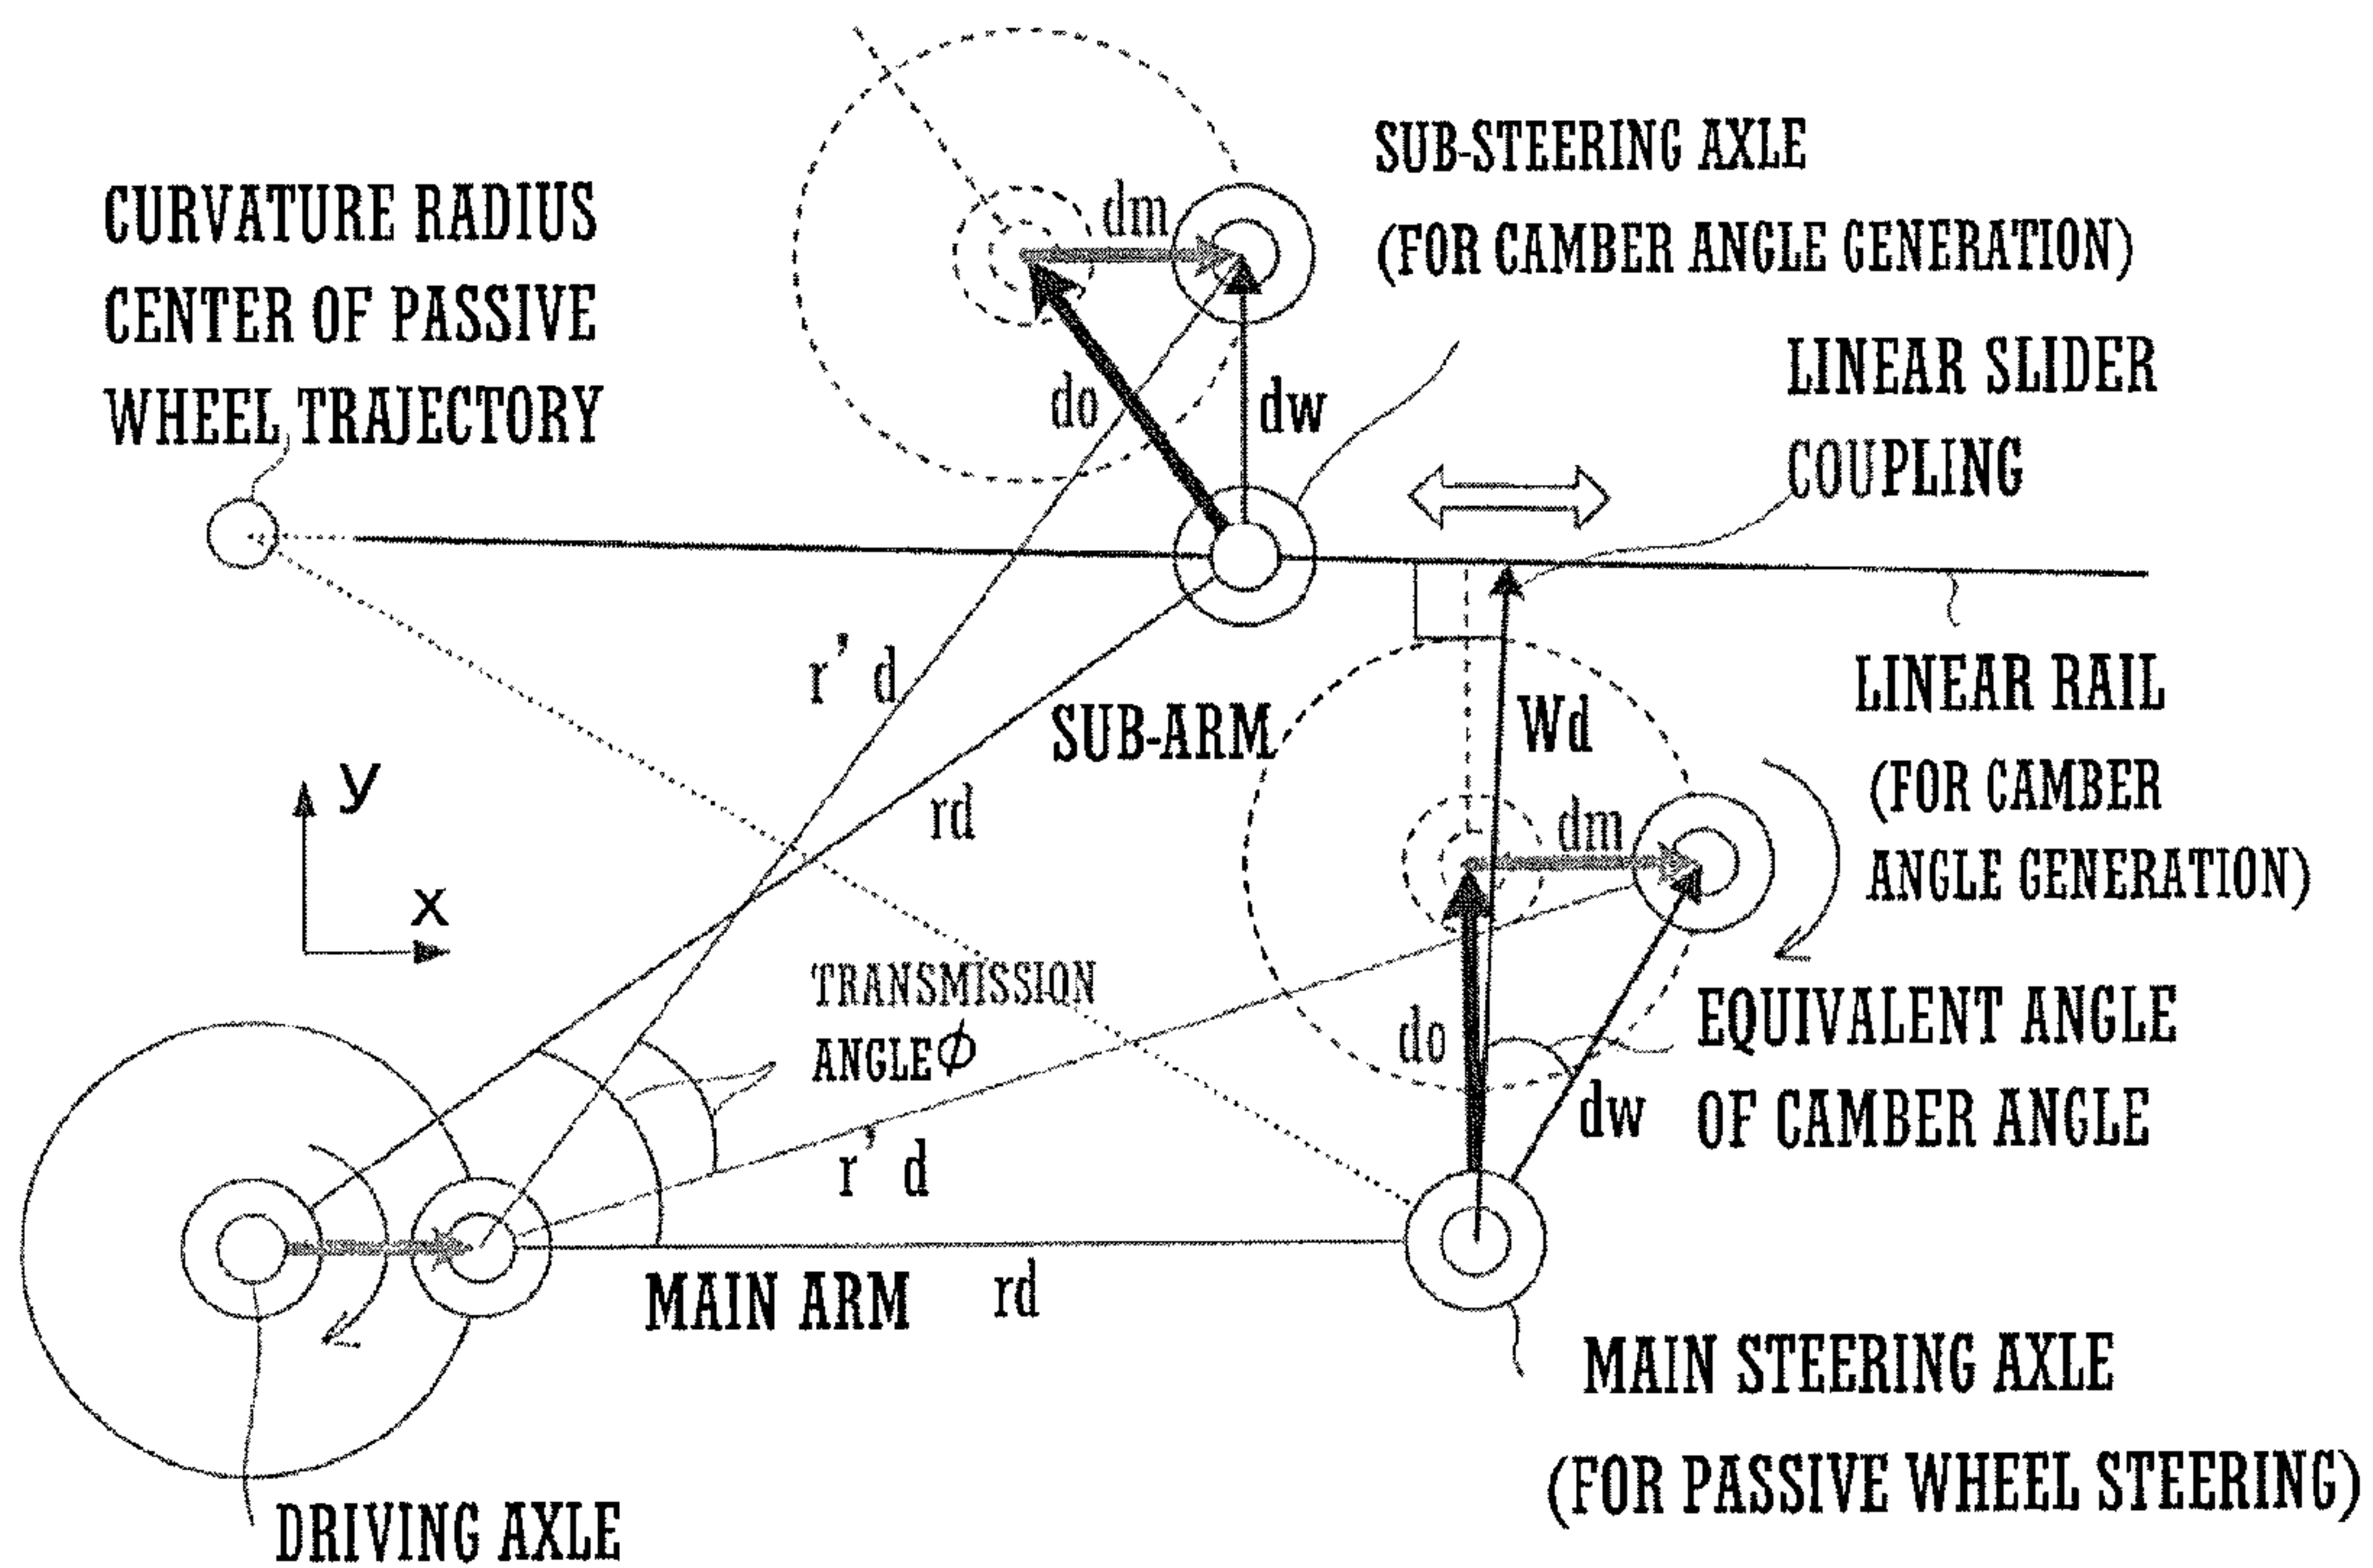 dm
SUB-STEERING AXLE
(FOR CAMBER ANGLE GENERATION)
CURVATURE RADIUS
CENTER OF PASSIVE
WHEEL TRAJECTORY
do
dw
LINEAR SLIDER
COUPLING
r' d
SUB-ARM
rd
Wd
LINEAR RAIL
(FOR CAMBER
ANGLE GENERATION)
y
x
dm
TRANSMISSION
ANGLEϕ
do
dw
EQUIVALENT ANGLE
OF CAMBER ANGLE
r' d
MAIN ARM
rd
MAIN STEERING AXLE
(FOR PASSIVE WHEEL STEERING)
DRIVING AXLE